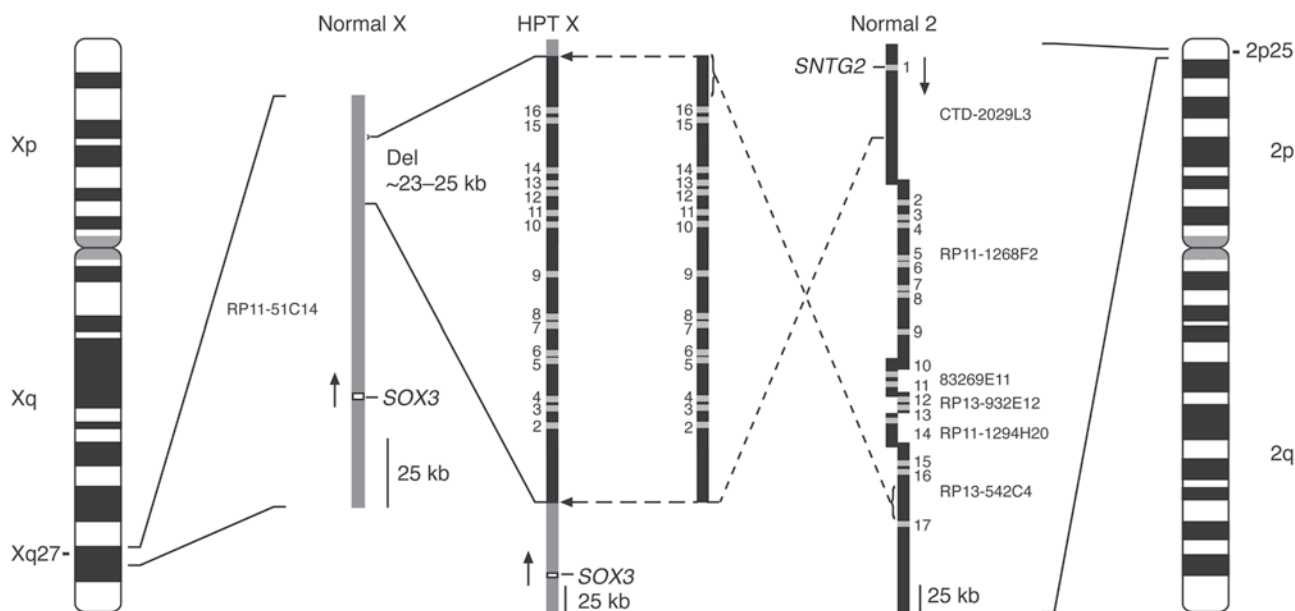 Normal X
HPT X
Normal 2
Xp
Xq
Xq27
RP11-51C14
Del
~23–25 kb
SOX3
25 kb
16
15
14
13
12
11
10
9
8
7
6
5
4
3
2
SOX3
25 kb
16
15
14
13
12
11
10
9
8
7
6
5
4
3
2
SNTG2
1
CTD-2029L3
2
3
4
5
RP11-1268F2
6
7
8
9
10
11
83269E11
12
RP13-932E12
13
14
RP11-1294H20
15
16
RP13-542C4
17
25 kb
2p25
2p
2q